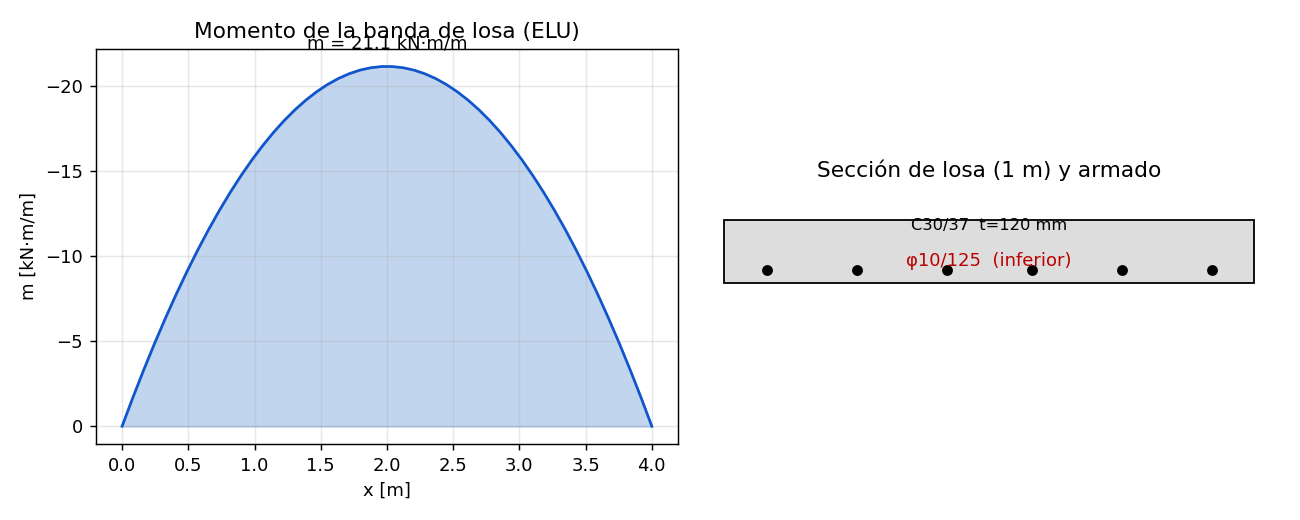 Momento de la banda de losa (ELU)
m = 21.1 kN·m/m
−20
−15
−10
−5
0
m [kN·m/m]
0.0 0.5 1.0 1.5 2.0 2.5 3.0 3.5 4.0
x [m]
Sección de losa (1 m) y armado
C30/37 t=120 mm
φ10/125 (inferior)